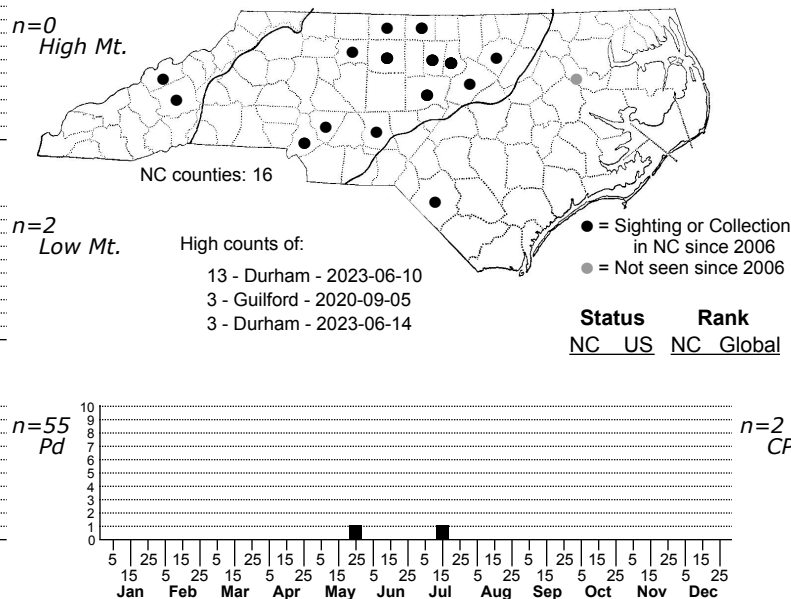 n=0
High Mt.
NC counties: 16
n=2
Low Mt.
High counts of:
13 - Durham - 2023-06-10
3 - Guilford - 2020-09-05
3 - Durham - 2023-06-14
● = Sighting or Collection
in NC since 2006
● = Not seen since 2006
Status Rank
NC US NC Global
n=55
Pd
n=2
CP
10
9
8
7
6
5
4
3
2
1
0
5 25 15 5 25 15 5 25 15 5 25 15 5 25 15 5 25 15
15 5 25 15 5 25 15 5 25 15 5 25 15 5 25 15 5 25
Jan Feb Mar Apr May Jun Jul Aug Sep Oct Nov Dec